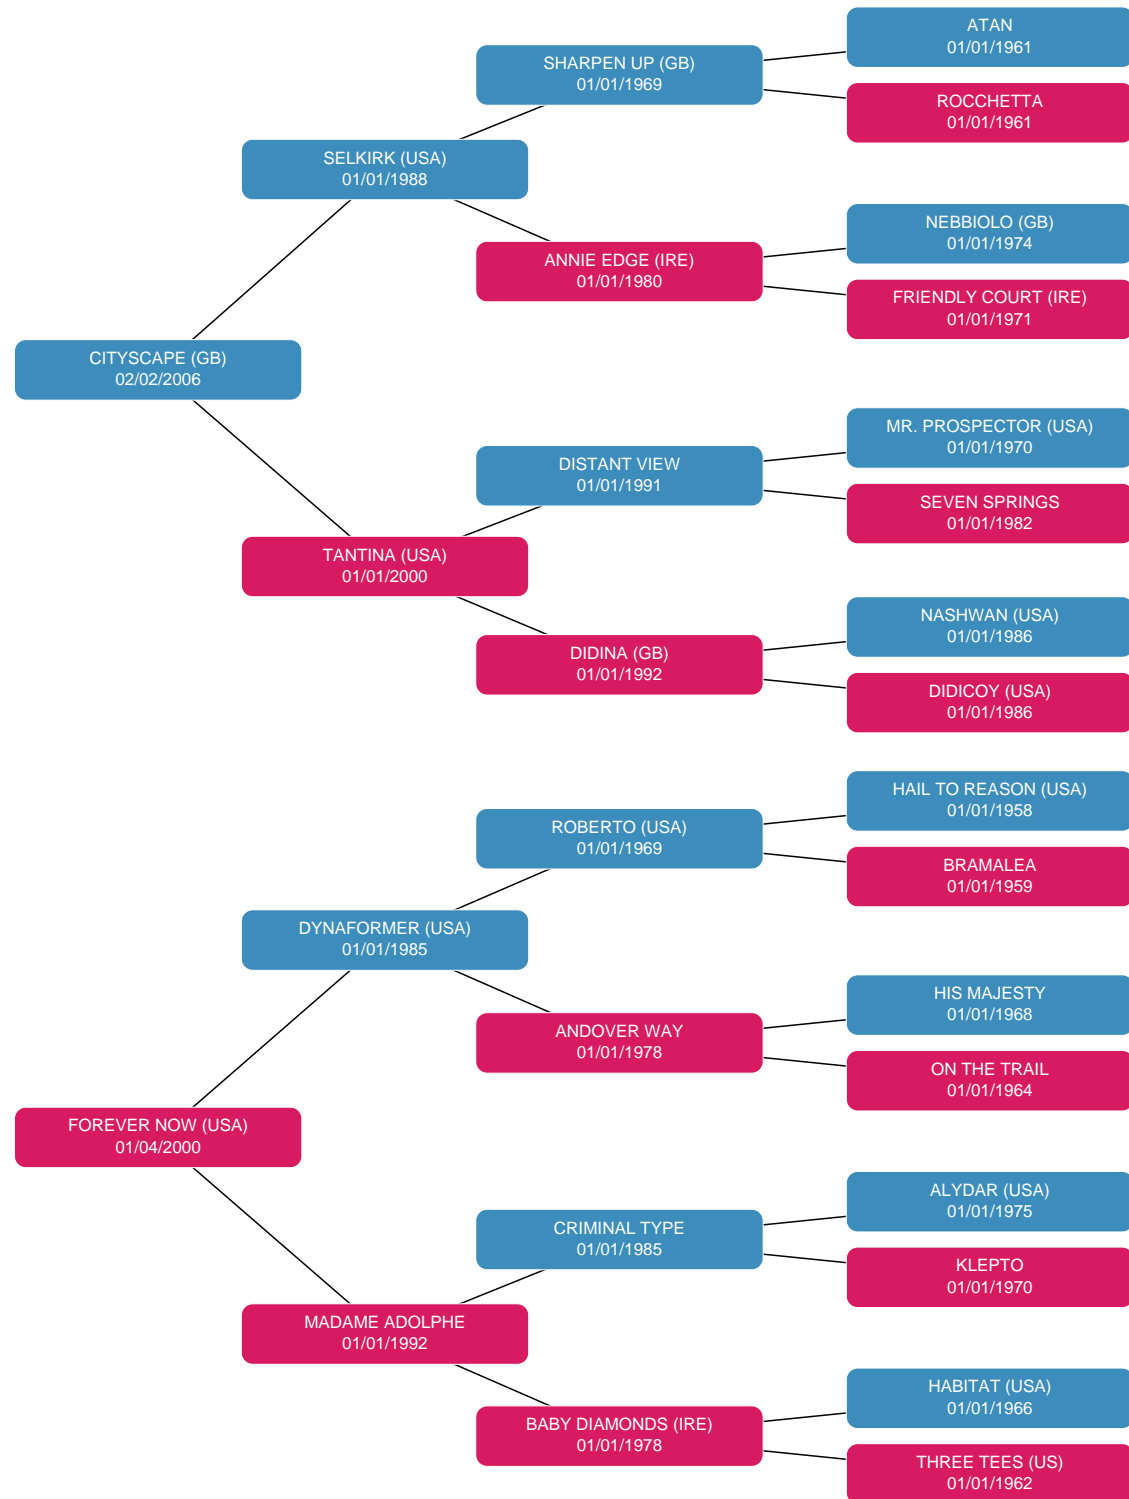 ATAN
01/01/1961
SHARPEN UP (GB)
01/01/1969
ROCCHETTA
01/01/1961
SELKIRK (USA)
01/01/1988
NEBBIOLO (GB)
01/01/1974
ANNIE EDGE (IRE)
01/01/1980
FRIENDLY COURT (IRE)
01/01/1971
CITYSCAPE (GB)
02/02/2006
MR. PROSPECTOR (USA)
01/01/1970
DISTANT VIEW
01/01/1991
SEVEN SPRINGS
01/01/1982
TANTINA (USA)
01/01/2000
NASHWAN (USA)
01/01/1986
DIDINA (GB)
01/01/1992
DIDICOY (USA)
01/01/1986
HAIL TO REASON (USA)
01/01/1958
ROBERTO (USA)
01/01/1969
BRAMALEA
01/01/1959
DYNAFORMER (USA)
01/01/1985
HIS MAJESTY
01/01/1968
ANDOVER WAY
01/01/1978
ON THE TRAIL
01/01/1964
FOREVER NOW (USA)
01/04/2000
ALYDAR (USA)
01/01/1975
CRIMINAL TYPE
01/01/1985
KLEPTO
01/01/1970
MADAME ADOLPHE
01/01/1992
HABITAT (USA)
01/01/1966
BABY DIAMONDS (IRE)
01/01/1978
THREE TEES (US)
01/01/1962